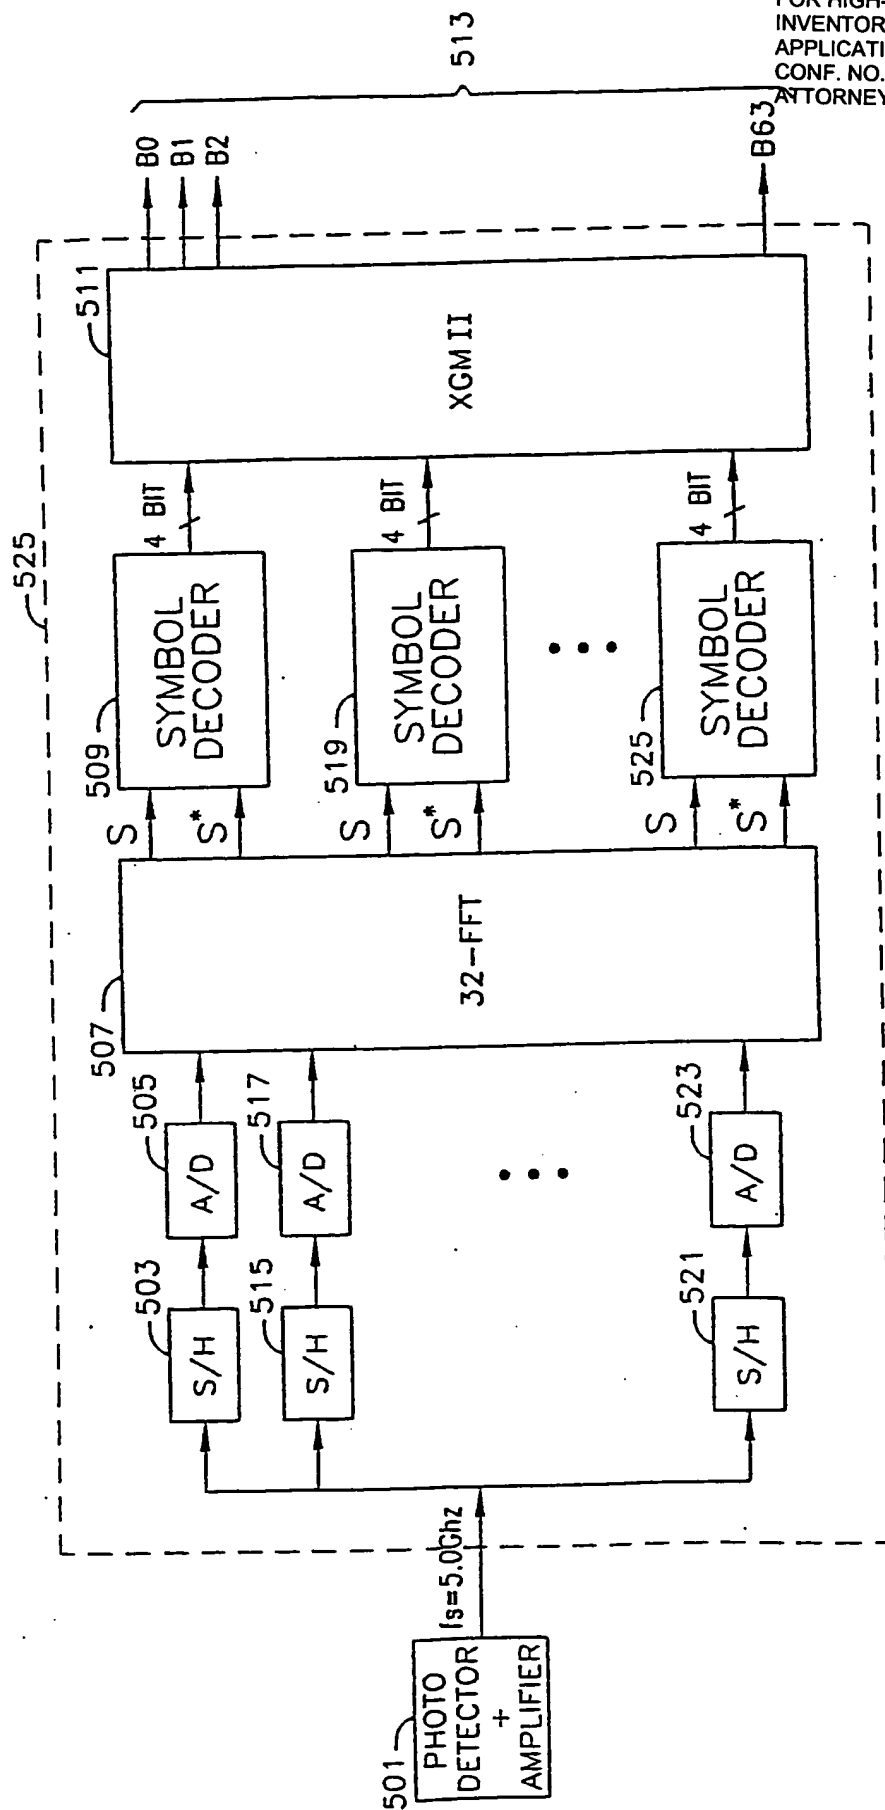 FOR HIGH-
INVENTOR
APPLICATI
CONF. NO.
ATTORNEY
501
PHOTO
DETECTOR
+
AMPLIFIER
fs=5.0Ghz
503
S/H
505
A/D
515
S/H
517
A/D
521
S/H
523
A/D
507
32-FFT
S
S*
S
S*
S
S*
509
SYMBOL
DECODER
519
SYMBOL
DECODER
525
SYMBOL
DECODER
4 BIT
4 BIT
4 BIT
525
511
XGMII
B0
B1
B2
B63
513